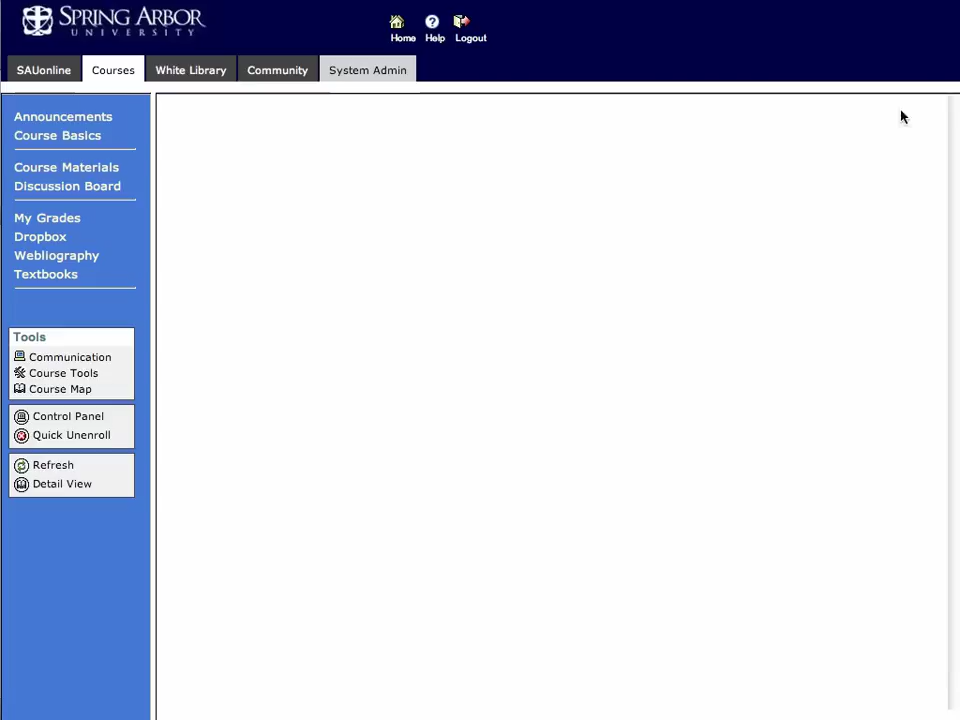 SPRING ARBOR
UNIVERSITY
Home Help Logout
SAUonline Courses White Library Community System Admin
Announcements
Course Basics
Course Materials
Discussion Board
My Grades
Dropbox
Webliography
Textbooks
Tools
Communication
Course Tools
Course Map
Control Panel
Quick Unenroll
Refresh
Detail View